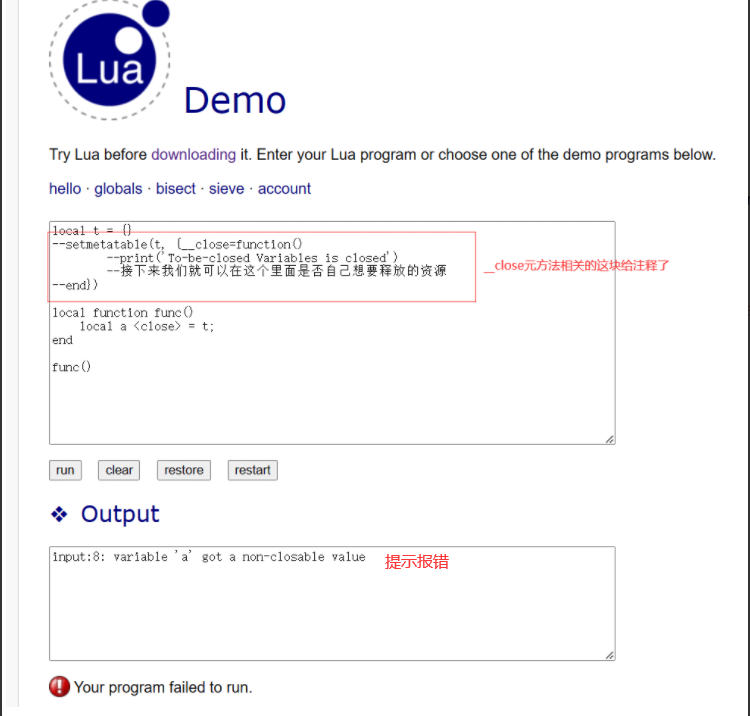 Lua
Demo
Try Lua before downloading it. Enter your Lua program or choose one of the demo programs below.
hello · globals · bisect · sieve · account
local t = {}
--setmetatable(t, {__close=function()
--print('To-be-closed Variables is closed')
--接下来我们就可以在这个里面是否自己想要释放的资源
--end})
__close元方法相关的这块给注释了
local function func()
local a <close> = t;
end
func()
run clear restore restart
❖ Output
input:8: variable 'a' got a non-closable value
提示报错
Your program failed to run.